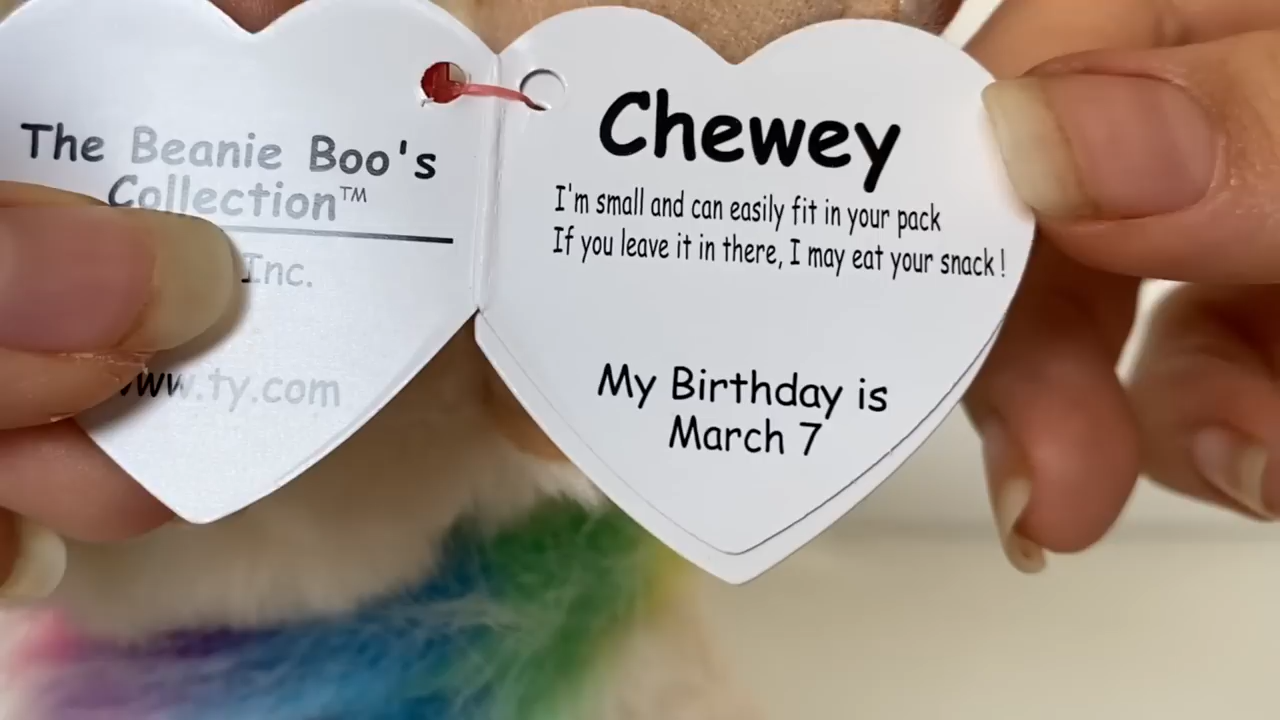 The Beanie Boo's
Collection™
Inc.
www.ty.com
Chewey
I'm small and can easily fit in your pack
If you leave it in there, I may eat your snack!
My Birthday is
March 7